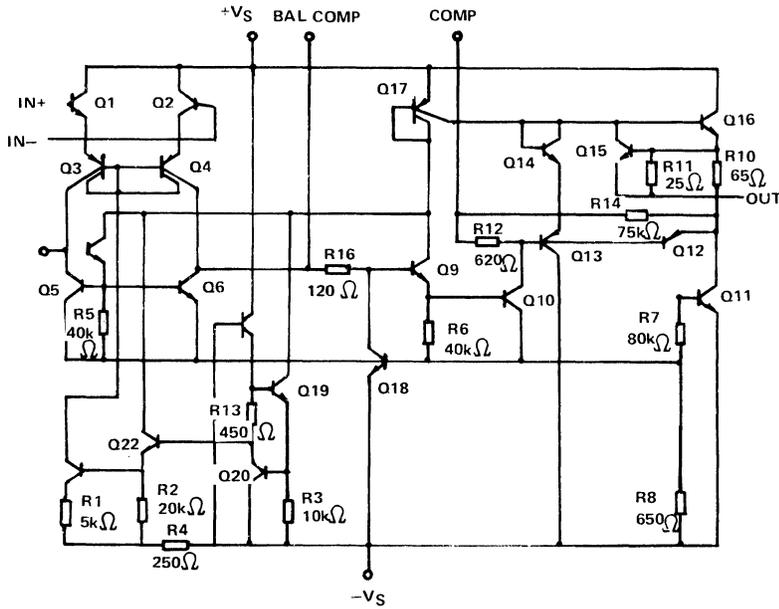 +VS BAL COMP COMP
IN+ Q1 Q2 Q17 Q16
IN−
Q3 Q4 Q14 Q15 R11 R10
25Ω 65Ω
R14 OUT
75kΩ
R16 R12 Q12
120 Ω 620Ω Q13
Q9
Q5 Q6 Q10 Q11
R5 R6 R7
40kΩ 40kΩ 80kΩ
Q19 Q18
R13
450 Ω
Q22
Q20
R1 R2 R3 R8
5kΩ 20kΩ 10kΩ 650Ω
R4
250Ω
−VS